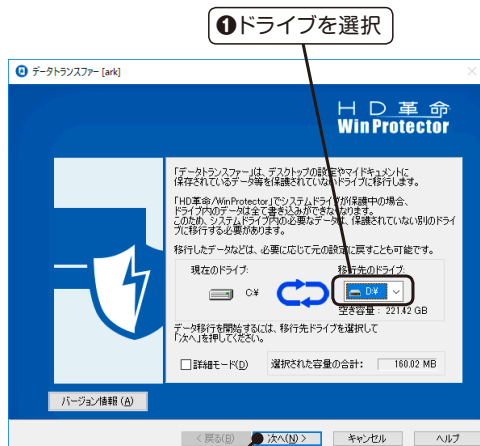 ❶ドライブを選択
データトランスファー [ark]
HD革命
WinProtector
「データトランスファー」は、デスクトップの設定やマイドキュメントに
保存されているデータ等を保護されていないドライブに移行します。
「HD革命/WinProtector」でシステムドライブが保護中の場合、
ドライブ内のデータは全て書き込みができなくなります。
このため、システムドライブ内の必要なデータは、保護されていない別のドライ
ブに移行する必要があります。
移行したデータなどは、必要に応じて元の設定に戻すことも可能です。
現在のドライブ: 移行先のドライブ:
C:¥ D:¥
空き容量: 221.42 GB
データ移行を開始するには、移行先ドライブを選択して
「次へ」を押してください。
詳細モード(D) 選択された容量の合計: 160.02 MB
バージョン情報 (A)
< 戻る(B) 次へ(N) > キャンセル ヘルプ